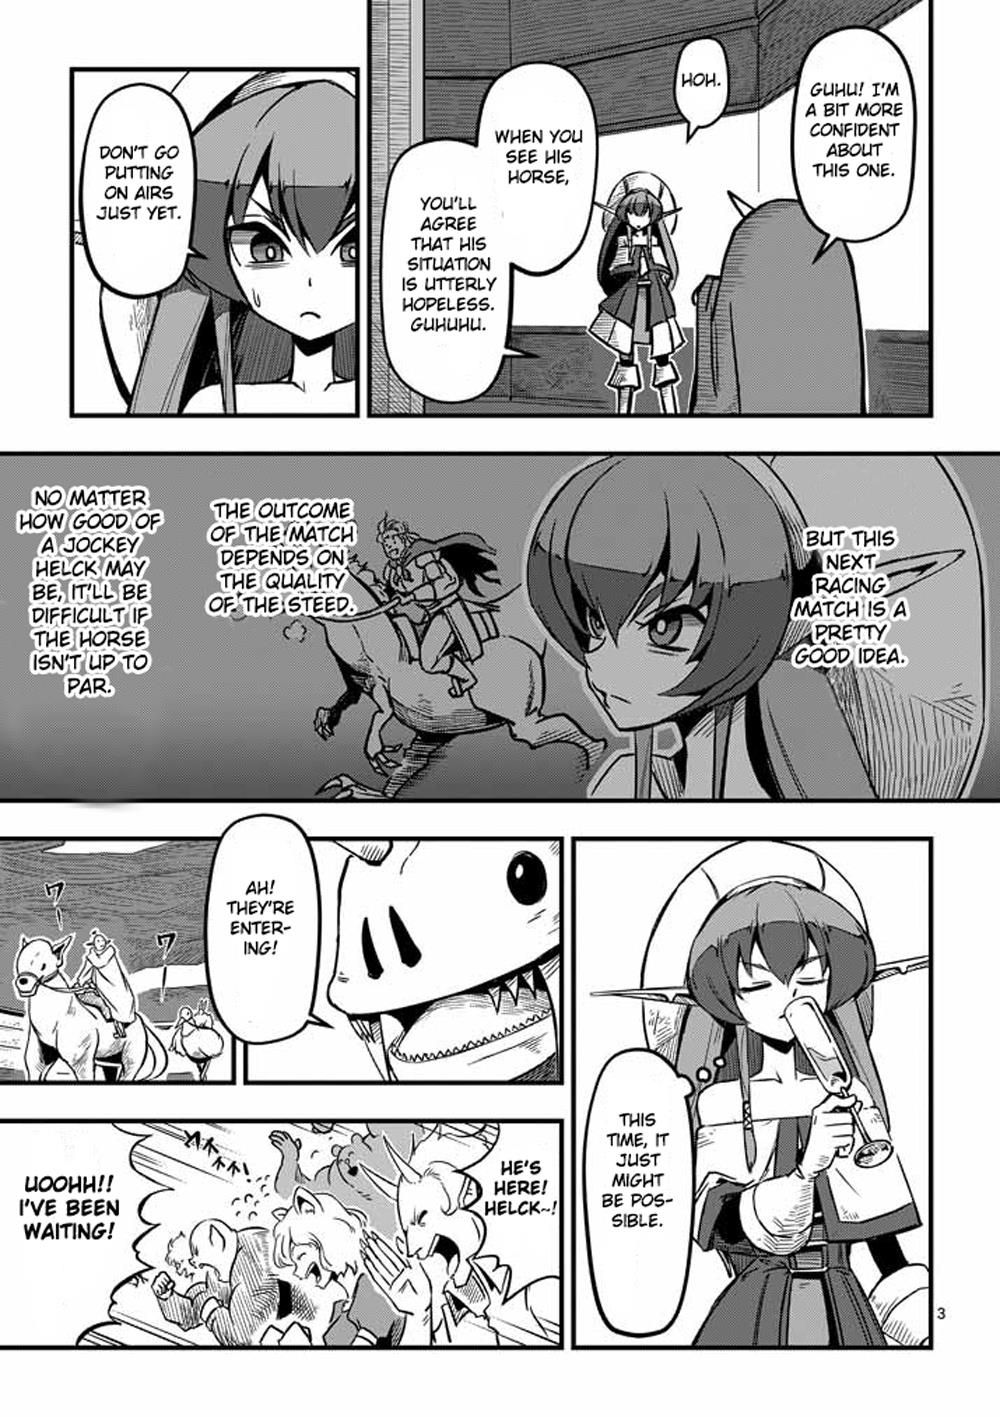 GUHU! I'M
A BIT MORE
CONFIDENT
ABOUT
THIS ONE.
HOH.
WHEN YOU
SEE HIS
HORSE,
YOU'LL
AGREE
THAT HIS
SITUATION
IS UTTERLY
HOPELESS.
GUHUHU.
DON'T GO
PUTTING
ON AIRS
JUST YET.
BUT THIS
NEXT
RACING
MATCH IS A
PRETTY
GOOD IDEA.
THE OUTCOME
OF THE MATCH
DEPENDS ON
THE QUALITY
OF THE STEED.
NO MATTER
HOW GOOD OF
A JOCKEY
HELCK MAY
BE, IT'LL BE
DIFFICULT IF
THE HORSE
ISN'T UP TO
PAR.
THIS
TIME, IT
JUST
MIGHT
BE POS-
SIBLE.
AH!
THEY'RE
ENTER-
ING!
ワー
ワー
HE'S
HERE!
HELCK~!
UOOHH!!
I'VE BEEN
WAITING!
3